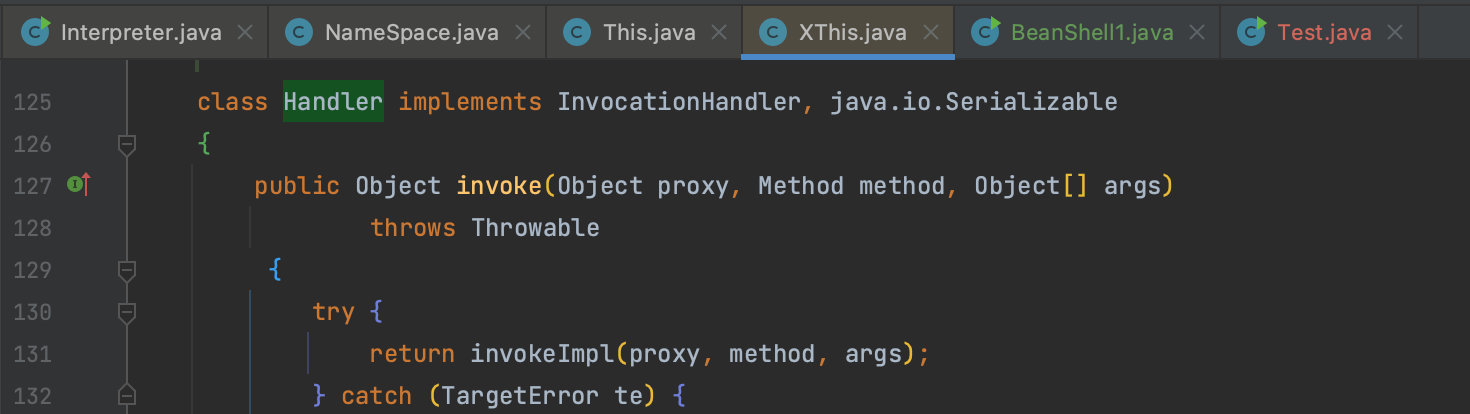 Interpreter.java NameSpace.java This.java XThis.java BeanShell1.java Test.java
125 class Handler implements InvocationHandler, java.io.Serializable
126 {
127 public Object invoke(Object proxy, Method method, Object[] args)
128 throws Throwable
129 {
130 try {
131 return invokeImpl(proxy, method, args);
132 } catch (TargetError te) {